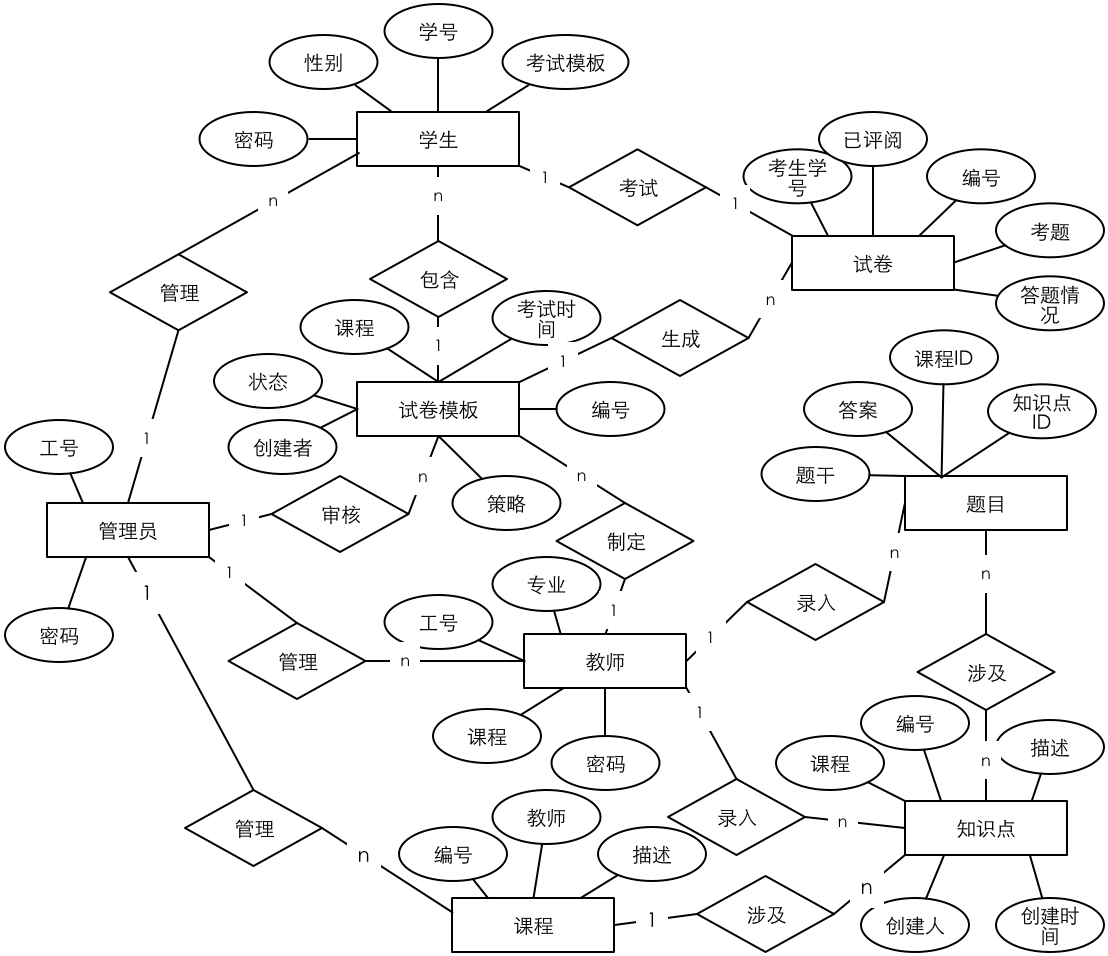 学号
性别
考试模板
密码
学生
已评阅
考生学
号
编号
考试
1
1
n
n
考题
试卷
答题情
况
管理
包含
n
课程
考试时
间
1
1
生成
课程ID
状态
试卷模板
编号
答案
知识点
ID
创建者
1
工号
n
n
题干
策略
题目
管理员
1
审核
制定
n
1
专业
n
1
录入
密码
工号
1
管理
n
教师
1
涉及
课程
1
编号
密码
n
描述
课程
教师
录入
n
知识点
管理
n
编号
描述
n
课程
1
涉及
创建人
创建时
间